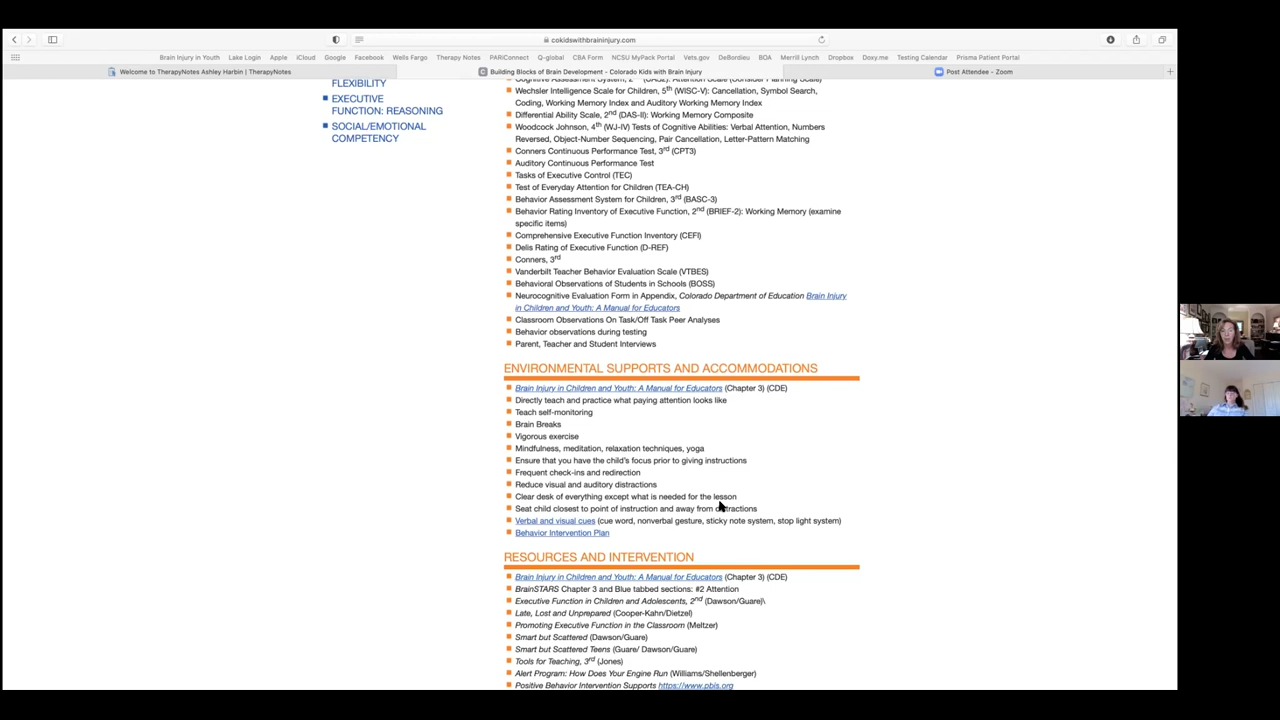 cokidswithbraininjury.com
Brain Injury in Youth Lake Login Apple iCloud Google Facebook Wells Fargo Therapy Notes PARiConnect Q-global CBA Form NCSU MyPack Portal Vets.gov DeBordieu BOA Merrill Lynch Dropbox Doxy.me Testing Calendar Prisma Patient Portal
Welcome to TherapyNotes Ashley Harbin | TherapyNotes
Building Blocks of Brain Development - Colorado Kids with Brain Injury
Post Attendee - Zoom
FLEXIBILITY
EXECUTIVE
FUNCTION: REASONING
SOCIAL/EMOTIONAL
COMPETENCY
Wechsler Intelligence Scale for Children, 5th (WISC-V): Cancellation, Symbol Search,
Coding, Working Memory Index and Auditory Working Memory Index
Differential Ability Scale, 2nd (DAS-II): Working Memory Composite
Woodcock Johnson, 4th (WJ-IV) Tests of Cognitive Abilities: Verbal Attention, Numbers
Reversed, Object-Number Sequencing, Pair Cancellation, Letter-Pattern Matching
Conners Continuous Performance Test, 3rd (CPT3)
Auditory Continuous Performance Test
Tasks of Executive Control (TEC)
Test of Everyday Attention for Children (TEA-CH)
Behavior Assessment System for Children, 3rd (BASC-3)
Behavior Rating Inventory of Executive Function, 2nd (BRIEF-2): Working Memory (examine
specific items)
Comprehensive Executive Function Inventory (CEFI)
Delis Rating of Executive Function (D-REF)
Conners, 3rd
Vanderbilt Teacher Behavior Evaluation Scale (VTBES)
Behavioral Observations of Students in Schools (BOSS)
Neurocognitive Evaluation Form in Appendix, Colorado Department of Education Brain Injury
in Children and Youth: A Manual for Educators
Classroom Observations On Task/Off Task Peer Analyses
Behavior observations during testing
Parent, Teacher and Student Interviews
ENVIRONMENTAL SUPPORTS AND ACCOMMODATIONS
Brain Injury in Children and Youth: A Manual for Educators (Chapter 3) (CDE)
Directly teach and practice what paying attention looks like
Teach self-monitoring
Brain Breaks
Vigorous exercise
Mindfulness, meditation, relaxation techniques, yoga
Ensure that you have the child's focus prior to giving instructions
Frequent check-ins and redirection
Reduce visual and auditory distractions
Clear desk of everything except what is needed for the lesson
Seat child closest to point of instruction and away from distractions
Verbal and visual cues (cue word, nonverbal gesture, sticky note system, stop light system)
Behavior Intervention Plan
RESOURCES AND INTERVENTION
Brain Injury in Children and Youth: A Manual for Educators (Chapter 3) (CDE)
BrainSTARS Chapter 3 and Blue tabbed sections: #2 Attention
Executive Function in Children and Adolescents, 2nd (Dawson/Guare)\
Late, Lost and Unprepared (Cooper-Kahn/Dietzel)
Promoting Executive Function in the Classroom (Meltzer)
Smart but Scattered (Dawson/Guare)
Smart but Scattered Teens (Guare/ Dawson/Guare)
Tools for Teaching, 3rd (Jones)
Alert Program: How Does Your Engine Run (Williams/Shellenberger)
Positive Behavior Intervention Supports https://www.pbis.org